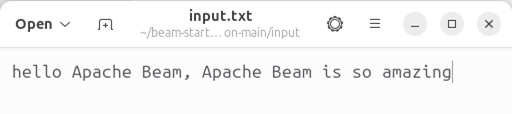 Open
input.txt
~/beam-start… on-main/input
hello Apache Beam, Apache Beam is so amazing